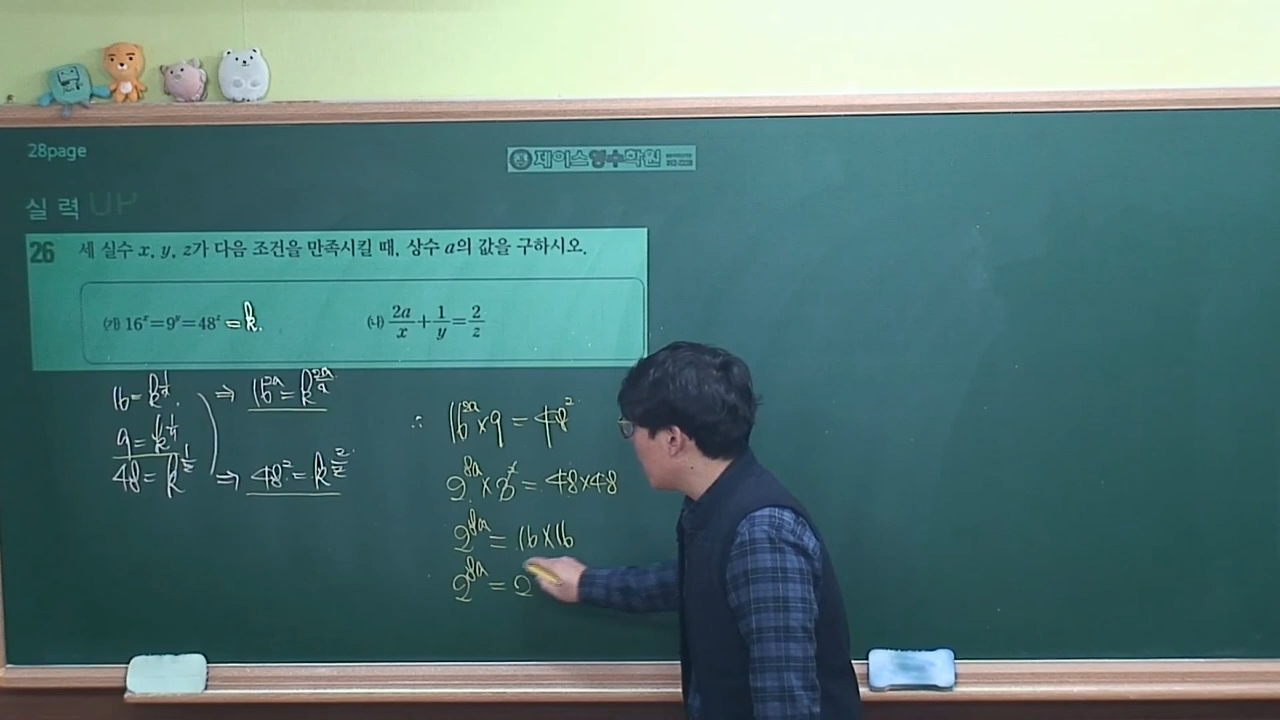 28page
제이스영수학원
실 력 UP
26 세 실수 x, y, z가 다음 조건을 만족시킬 때, 상수 a의 값을 구하시오.
(가) 16^x=9^y=48^z = k. (나) 2a/x + 1/y = 2/z
16=k^{1/x}. ⇒ 16^{2a}=k^{2a/x}.
9=k^{1/y}
48=k^{1/z} ⇒ 48^2=k^{2/z}.
∴ 16^{2a}×9=48^2
2^{8a}×3^2=48×48
2^{8a}=16×16
2^{8a}=2